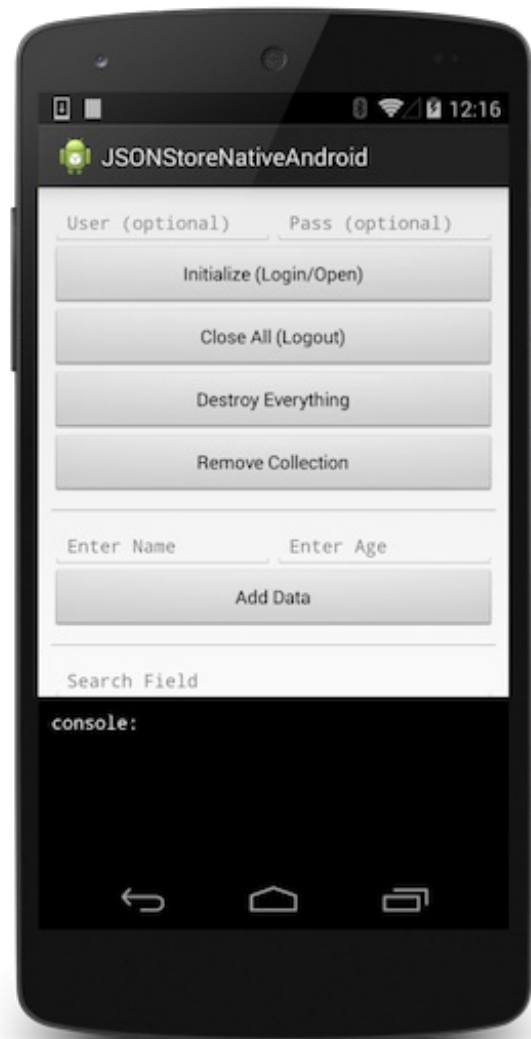 12:16
JSONStoreNativeAndroid
User (optional) Pass (optional)
Initialize (Login/Open)
Close All (Logout)
Destroy Everything
Remove Collection
Enter Name Enter Age
Add Data
Search Field
console: